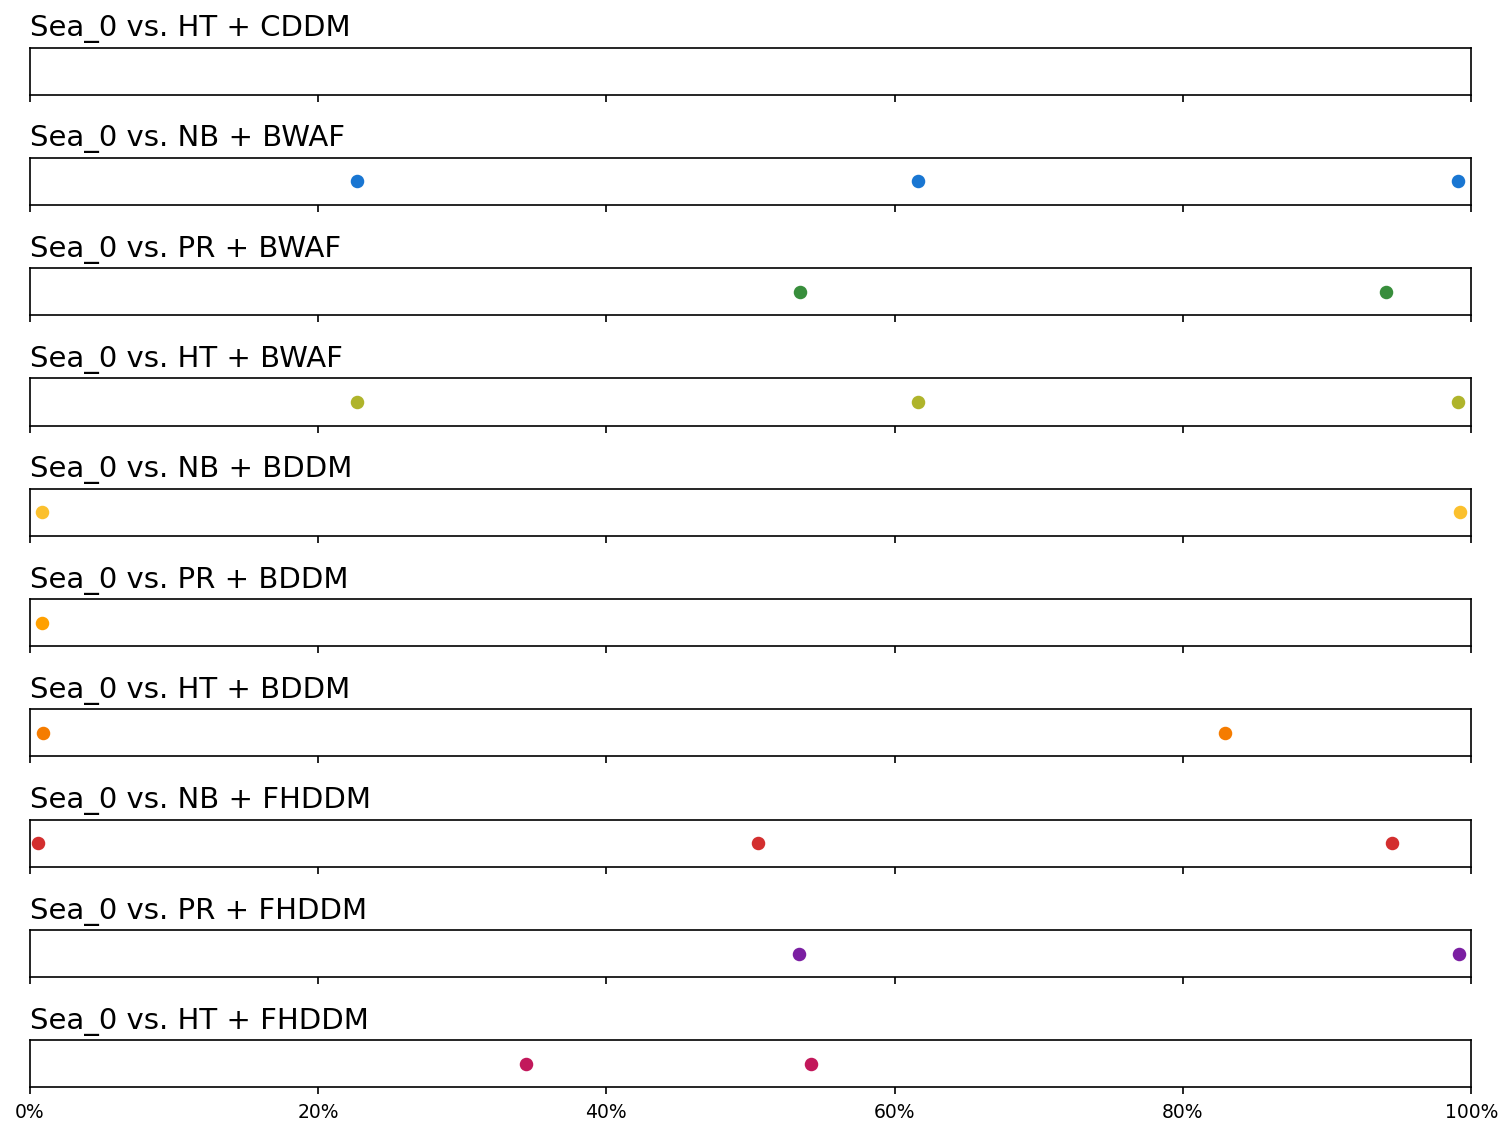 Sea_0 vs. HT + CDDM
Sea_0 vs. NB + BWAF
Sea_0 vs. PR + BWAF
Sea_0 vs. HT + BWAF
Sea_0 vs. NB + BDDM
Sea_0 vs. PR + BDDM
Sea_0 vs. HT + BDDM
Sea_0 vs. NB + FHDDM
Sea_0 vs. PR + FHDDM
Sea_0 vs. HT + FHDDM
0% 20% 40% 60% 80% 100%